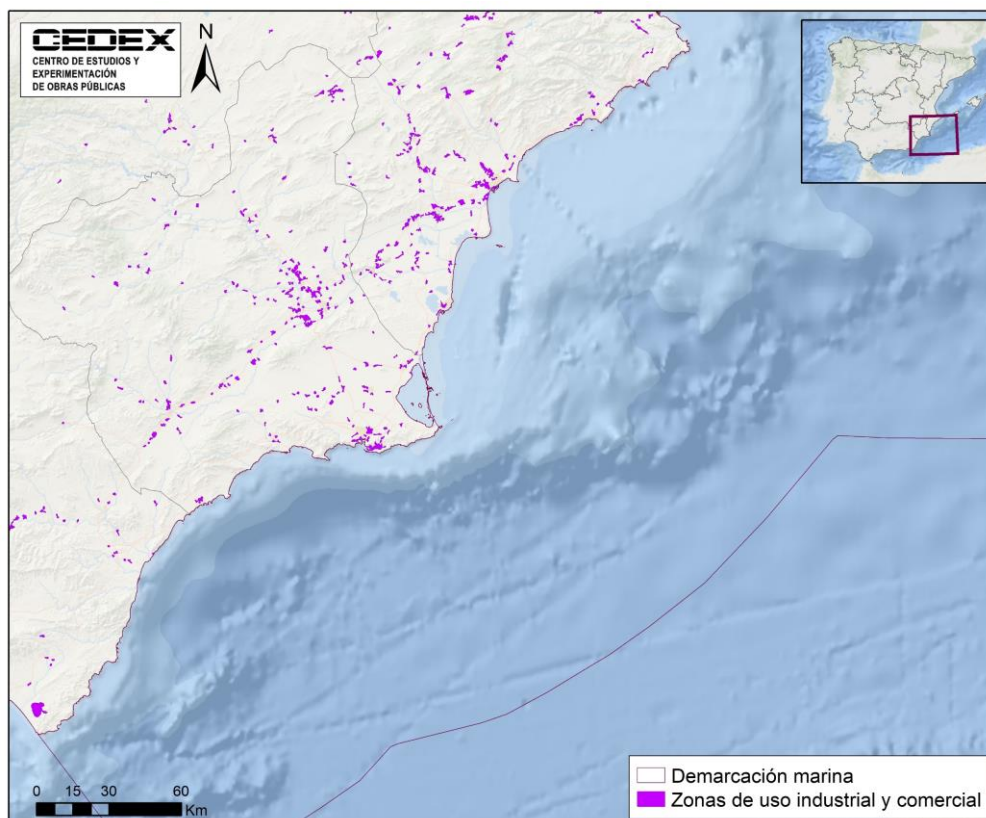 CEDEX
CENTRO DE ESTUDIOS Y
EXPERIMENTACIÓN
DE OBRAS PÚBLICAS
N
0 15 30 60
Km
Demarcación marina
Zonas de uso industrial y comercial